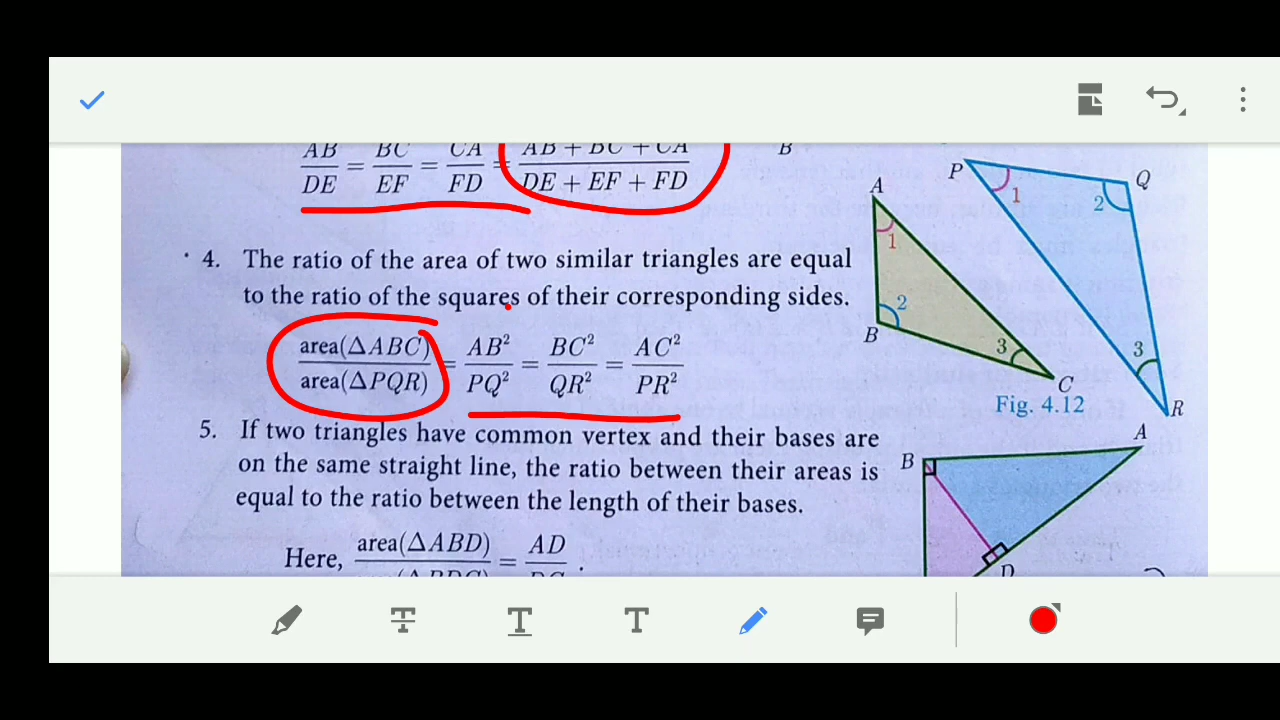 AB/DE = BC/EF = CA/FD = AB + BC + CA/DE + EF + FD
B
4. The ratio of the area of two similar triangles are equal
to the ratio of the squares of their corresponding sides.
area(ΔABC)/area(ΔPQR) = AB²/PQ² = BC²/QR² = AC²/PR²
P
Q
A
1
2
1
B
2
3
3
C
R
Fig. 4.12
5. If two triangles have common vertex and their bases are
on the same straight line, the ratio between their areas is
equal to the ratio between the length of their bases.
Here, area(ΔABD)/area(ΔBDC) = AD/DC .
B
A
D
T
T
T